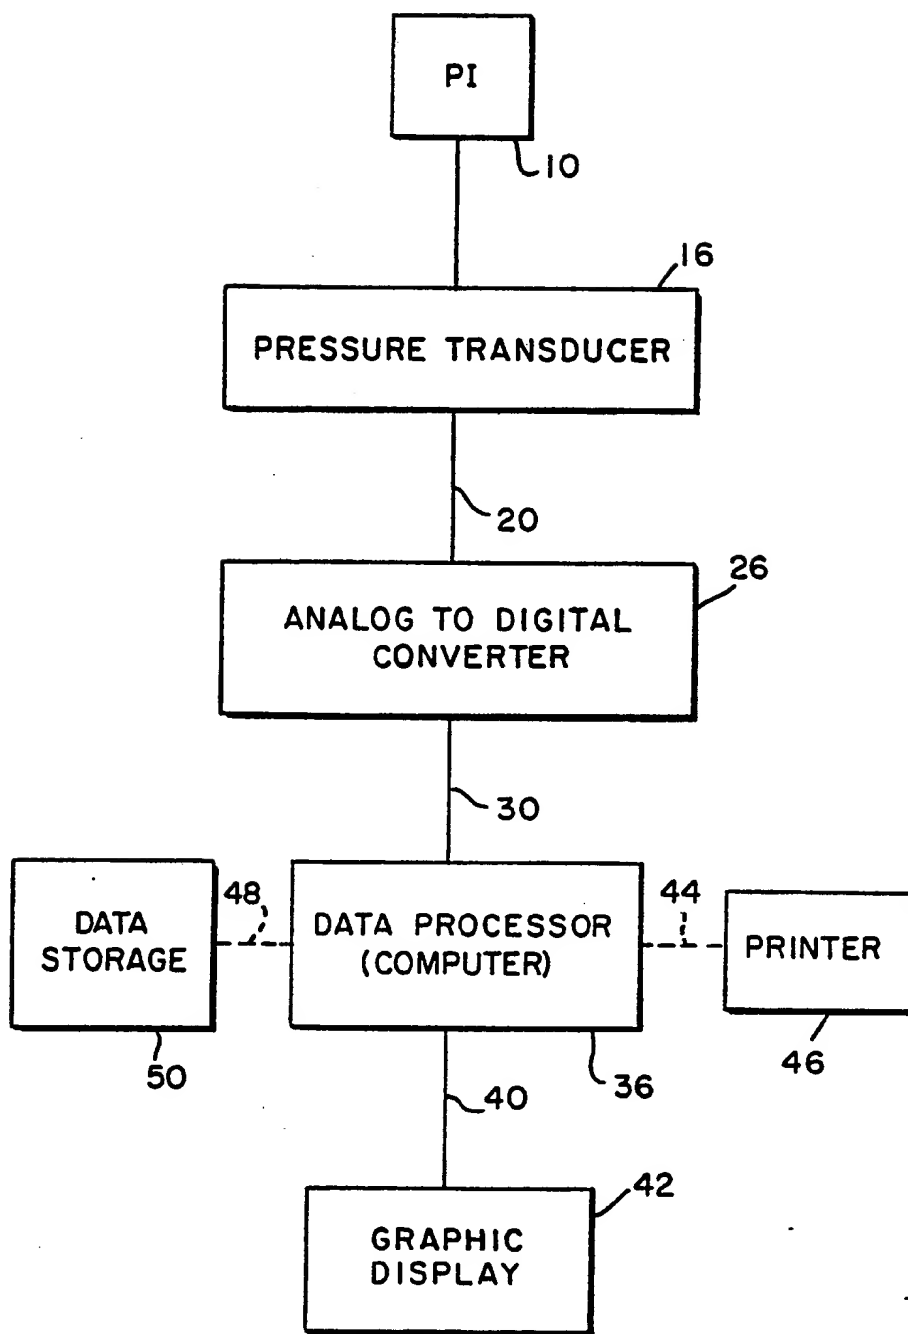 PI
10
16
PRESSURE TRANSDUCER
20
26
ANALOG TO DIGITAL
CONVERTER
30
48
44
DATA
STORAGE
DATA PROCESSOR
(COMPUTER)
PRINTER
50
36
46
40
42
GRAPHIC
DISPLAY